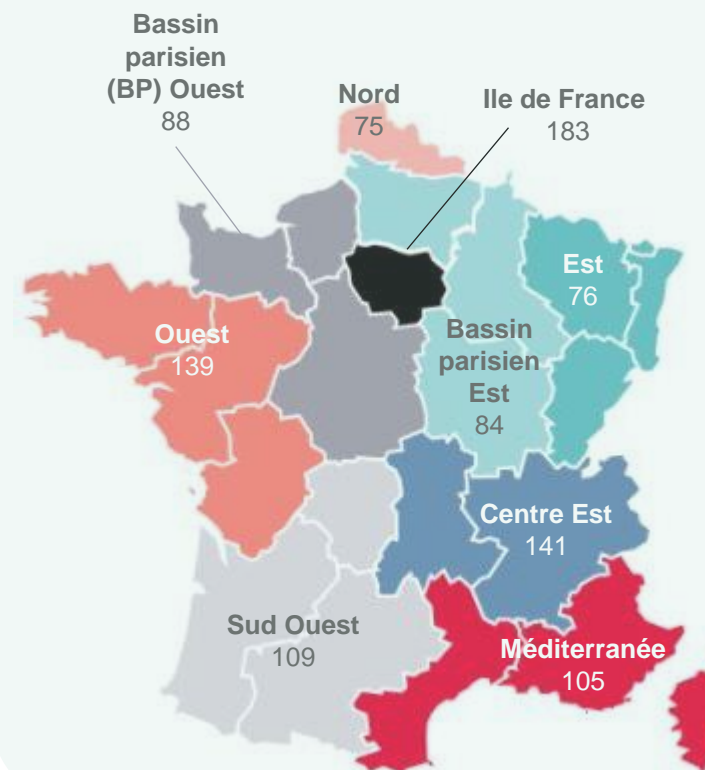 Bassin
parisien
(BP) Ouest
88
Nord
75
Ile de France
183
Est
76
Ouest
139
Bassin
parisien
Est
84
Centre Est
141
Sud Ouest
109
Méditerranée
105